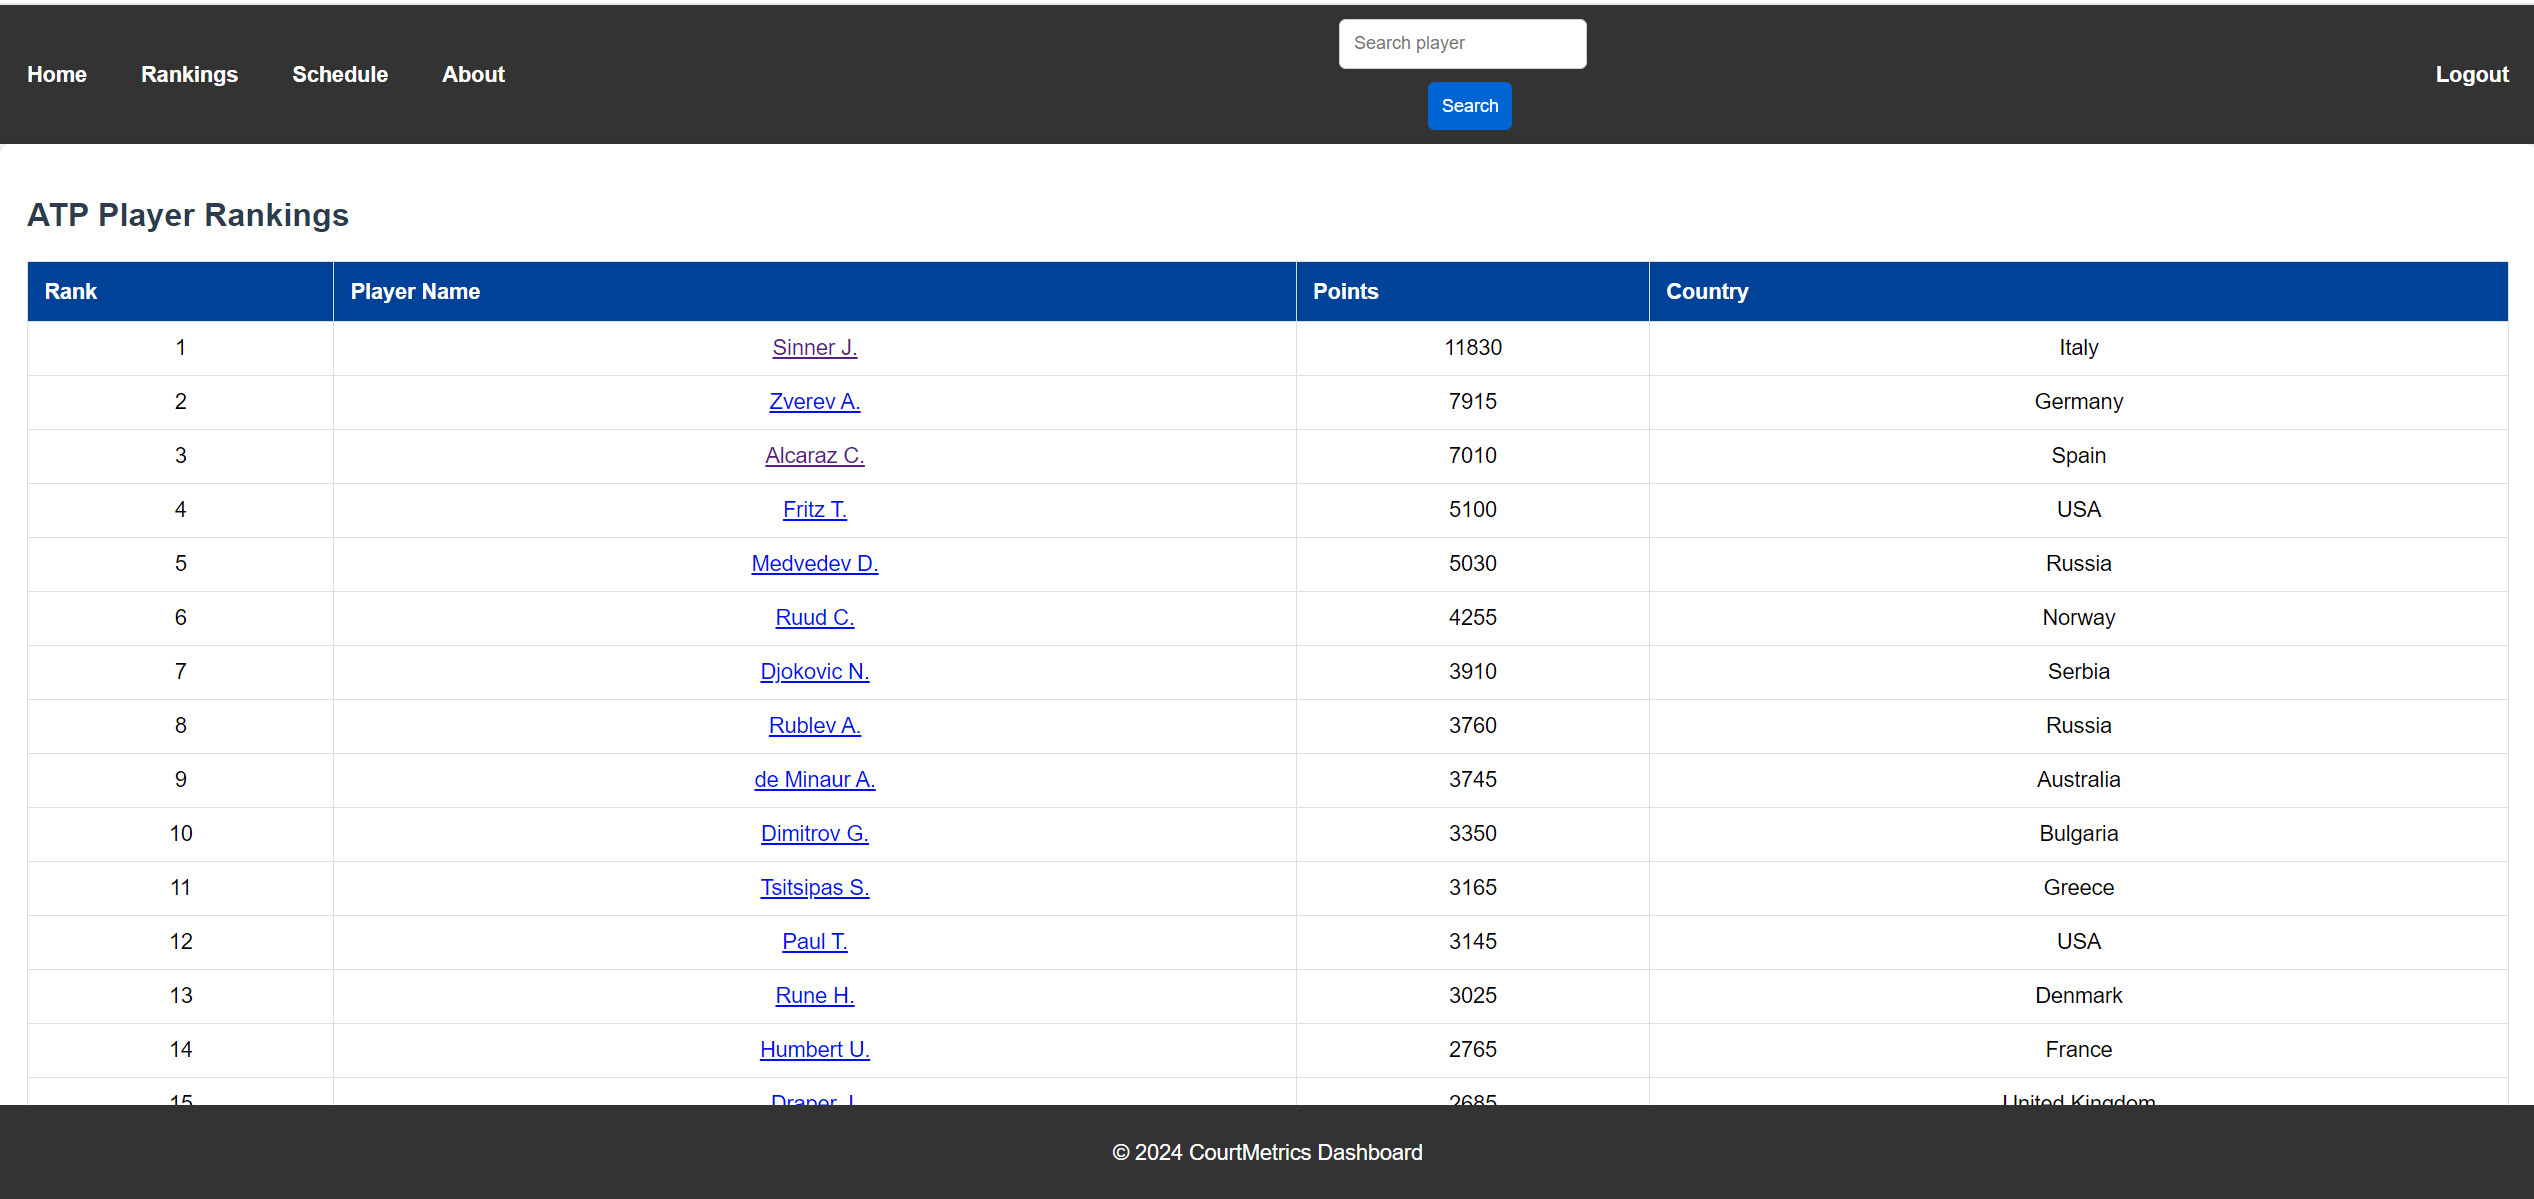 Search player
Home Rankings Schedule About Logout
Search
ATP Player Rankings
Rank Player Name Points Country
1 Sinner J. 11830 Italy
2 Zverev A. 7915 Germany
3 Alcaraz C. 7010 Spain
4 Fritz T. 5100 USA
5 Medvedev D. 5030 Russia
6 Ruud C. 4255 Norway
7 Djokovic N. 3910 Serbia
8 Rublev A. 3760 Russia
9 de Minaur A. 3745 Australia
10 Dimitrov G. 3350 Bulgaria
11 Tsitsipas S. 3165 Greece
12 Paul T. 3145 USA
13 Rune H. 3025 Denmark
14 Humbert U. 2765 France
15 Draper J. 2685 United Kingdom
© 2024 CourtMetrics Dashboard